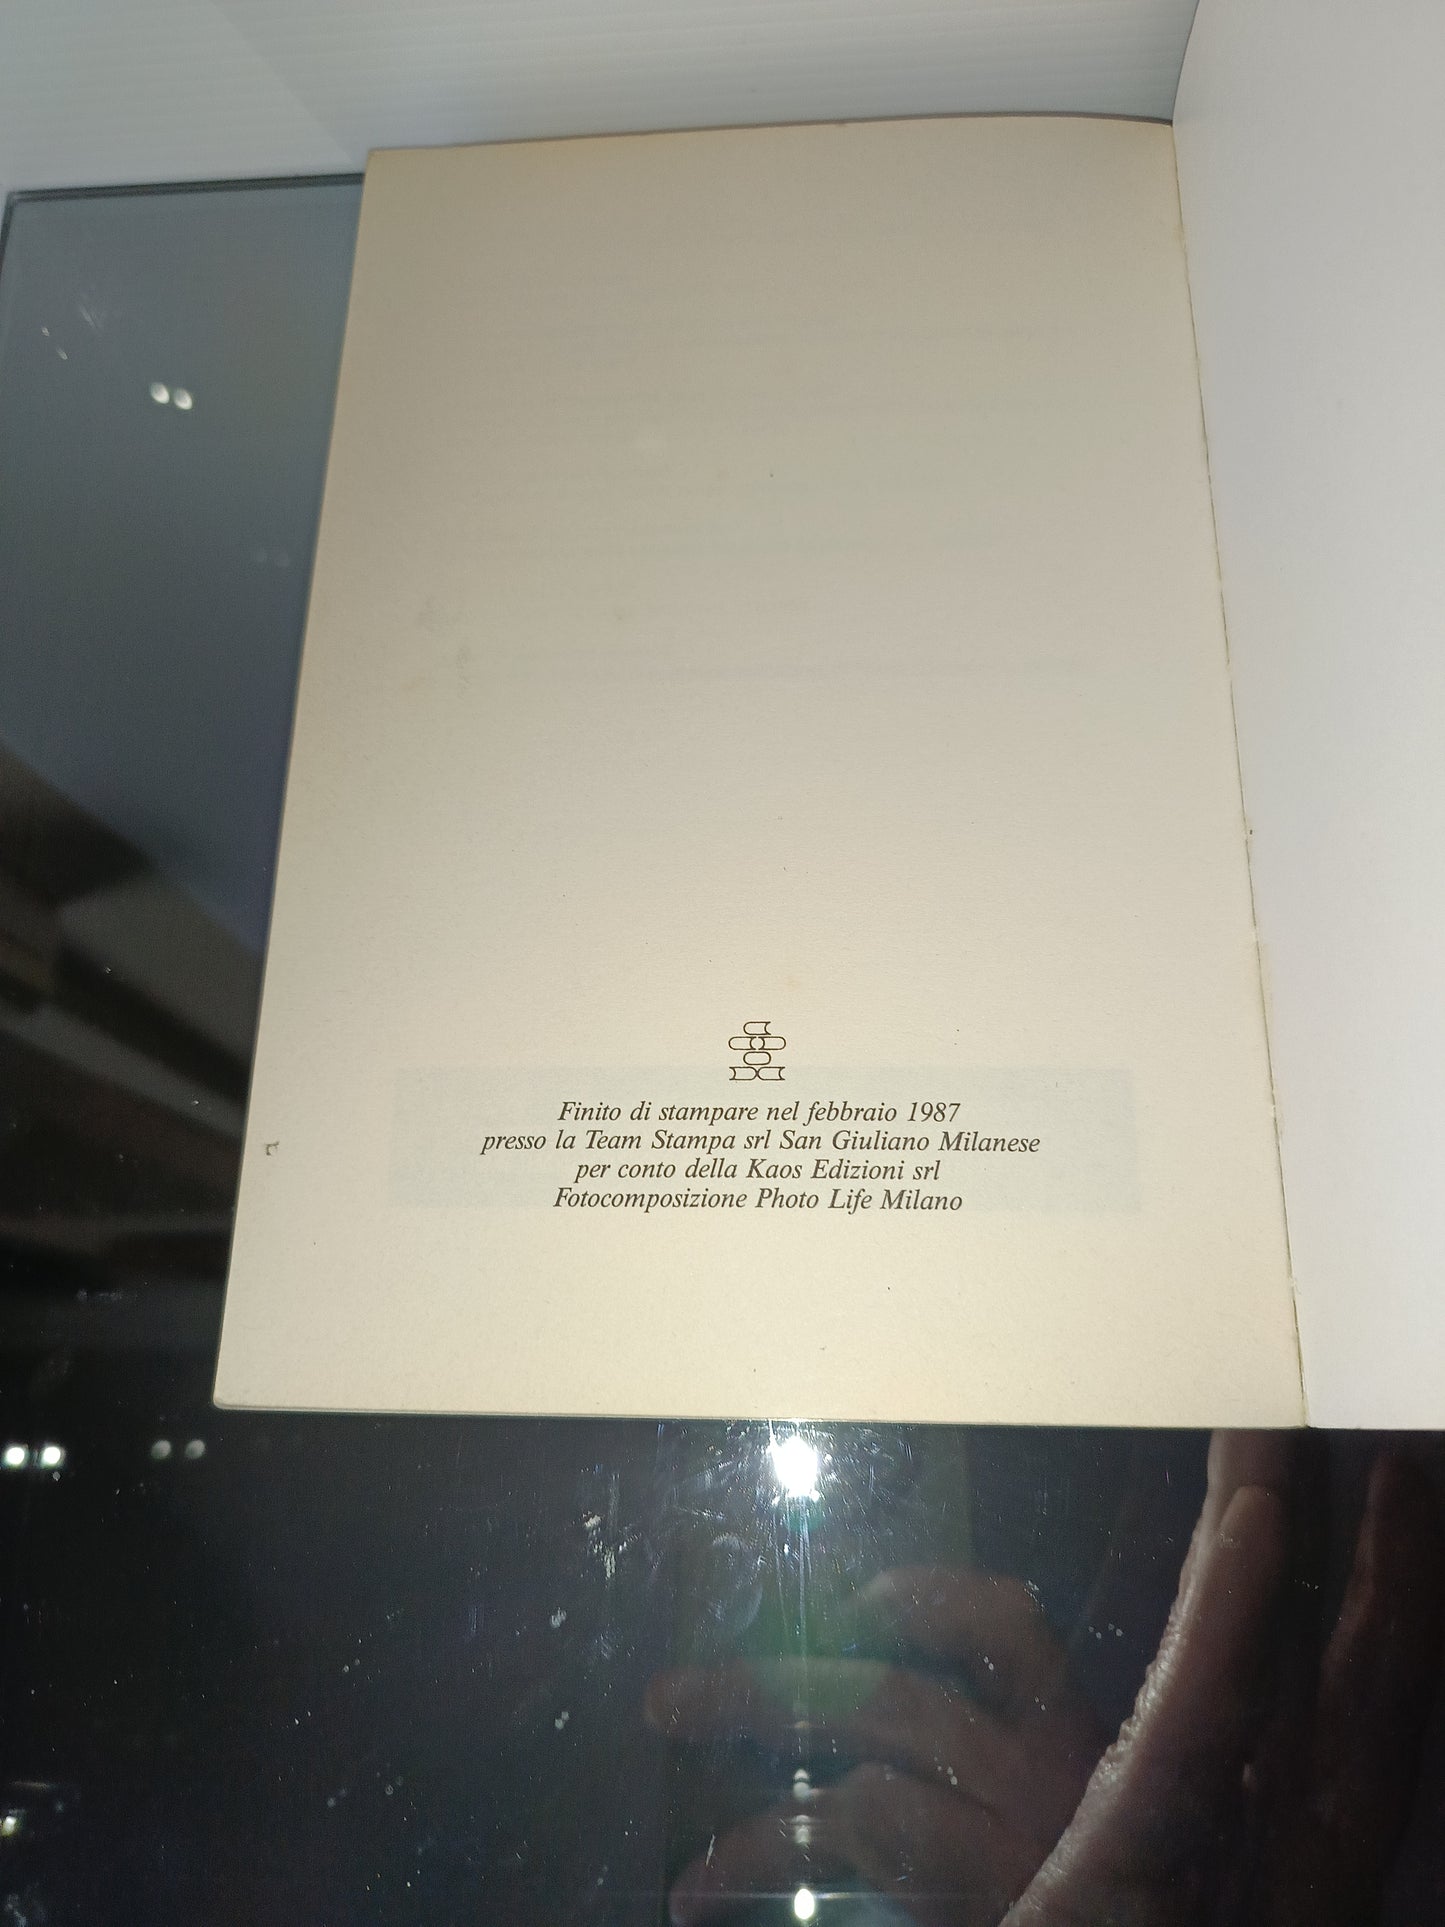 Finito di stampare nel febbraio 1987
presso la Team Stampa srl San Giuliano Milanese
per conto della Kaos Edizioni srl
Fotocomposizione Photo Life Milano